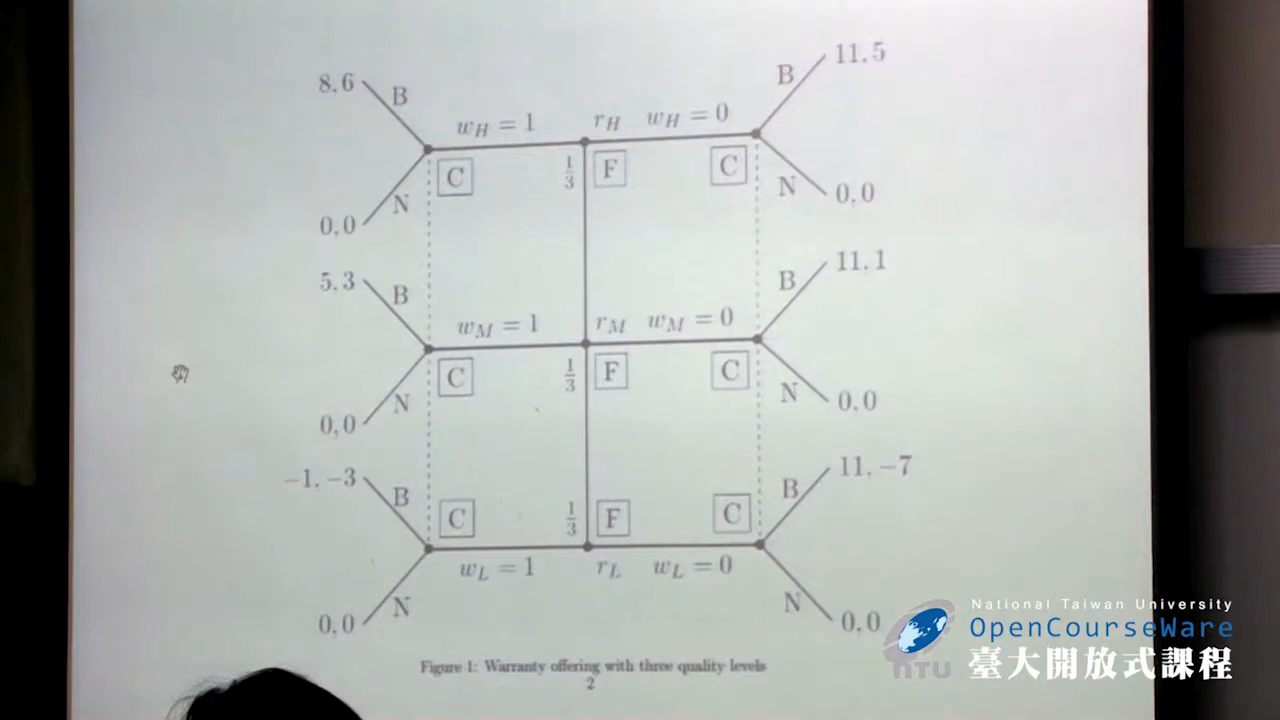 8, 6 B w_H = 1 r_H w_H = 0 B 11, 5
C 1/3 F C
0, 0 N N 0, 0
5, 3 B w_M = 1 r_M w_M = 0 B 11, 1
C 1/3 F C
0, 0 N N 0, 0
−1, −3 B B 11, −7
C 1/3 F C
w_L = 1 r_L w_L = 0
0, 0 N N 0, 0
Figure 1: Warranty offering with three quality levels
2
National Taiwan University
OpenCourseWare
臺大開放式課程
NTU